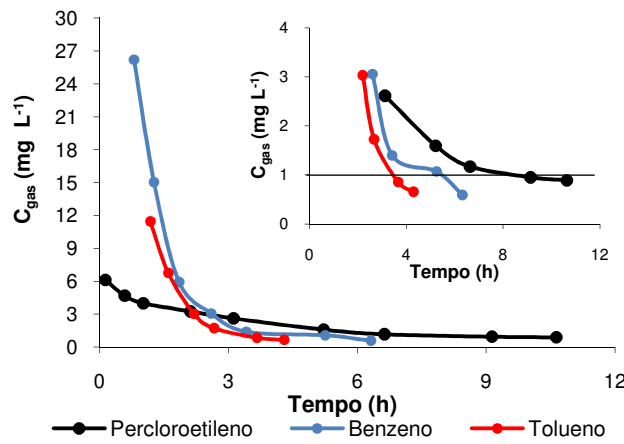 30
27
24
21
18
15
12
9
6
3
0
C_gas (mg L⁻¹)
0 3 6 9 12
Tempo (h)
4
3
2
1
0
C_gas (mg L⁻¹)
0 4 8 12
Tempo (h)
Percloroetileno Benzeno Tolueno